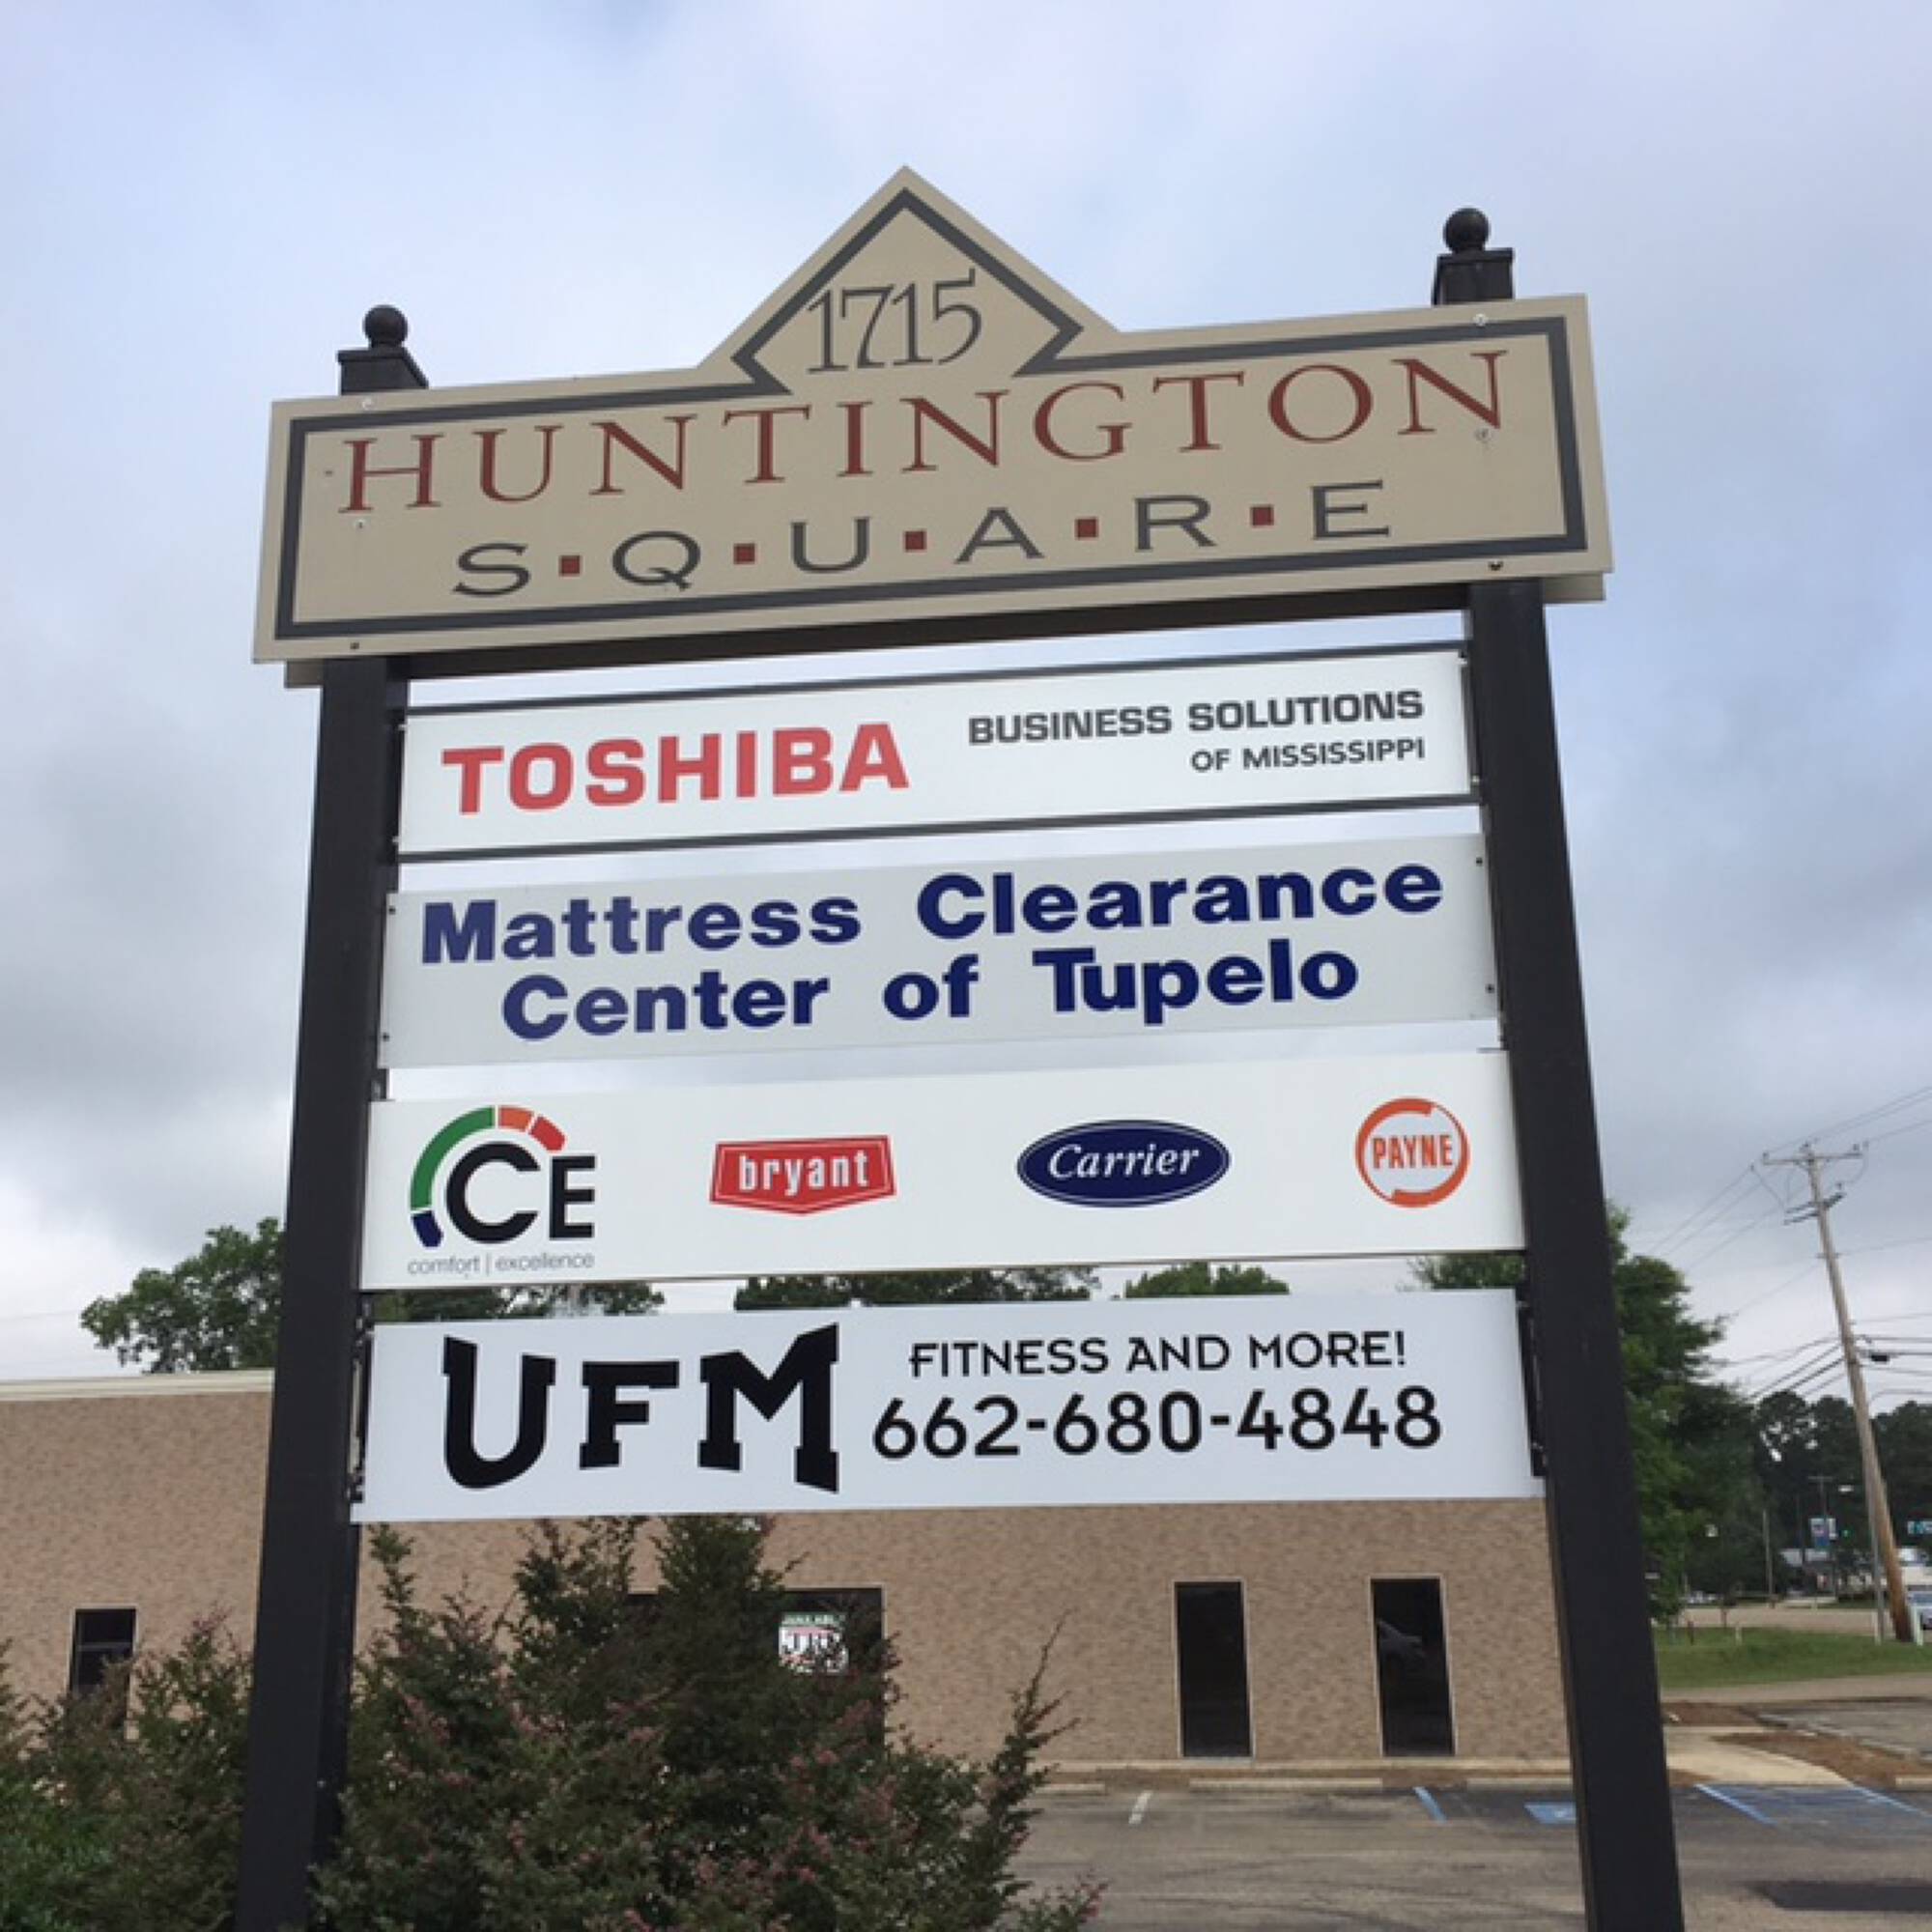 1715
HUNTINGTON
S▪Q▪U▪A▪R▪E
TOSHIBA
BUSINESS SOLUTIONS
OF MISSISSIPPI
Mattress Clearance
Center of Tupelo
CE
comfort | excellence
bryant
Carrier
PAYNE
UFM
FITNESS AND MORE!
662-680-4848